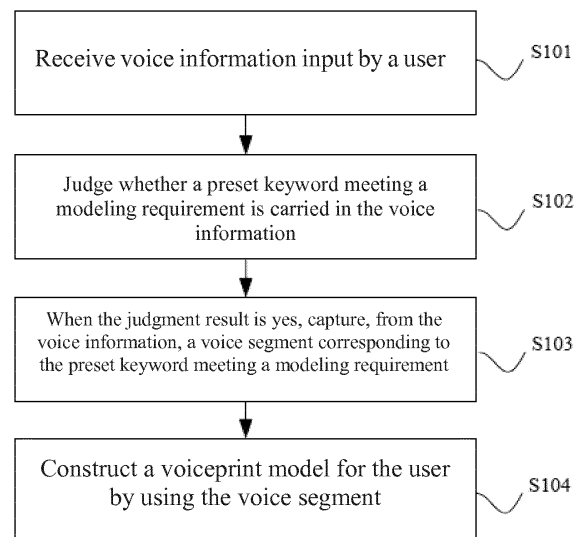 Receive voice information input by a user
S101
Judge whether a preset keyword meeting a
modeling requirement is carried in the voice
information
S102
When the judgment result is yes, capture, from the
voice information, a voice segment corresponding to
the preset keyword meeting a modeling requirement
S103
Construct a voiceprint model for the user
by using the voice segment
S104